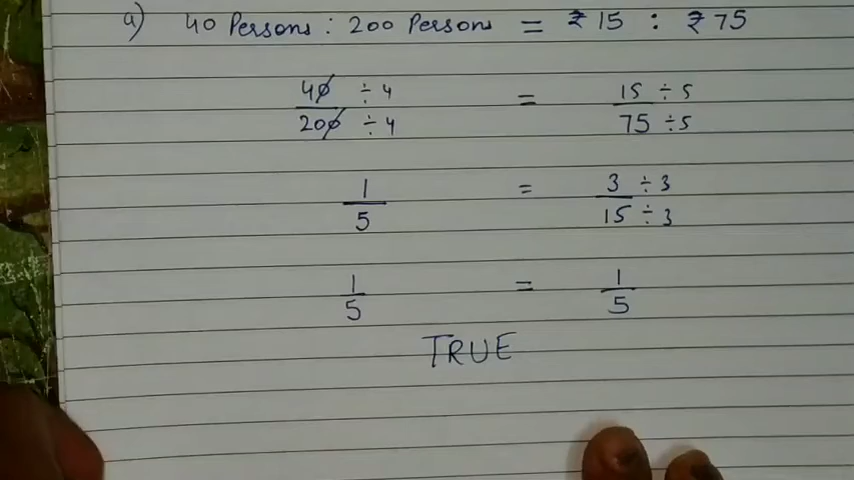 a) 40 Persons : 200 Persons = ₹ 15 : ₹ 75
40 ÷ 4 = 15 ÷ 5
200 ÷ 4 75 ÷ 5
1 = 3 ÷ 3
5 15 ÷ 3
1 = 1
5 5
TRUE